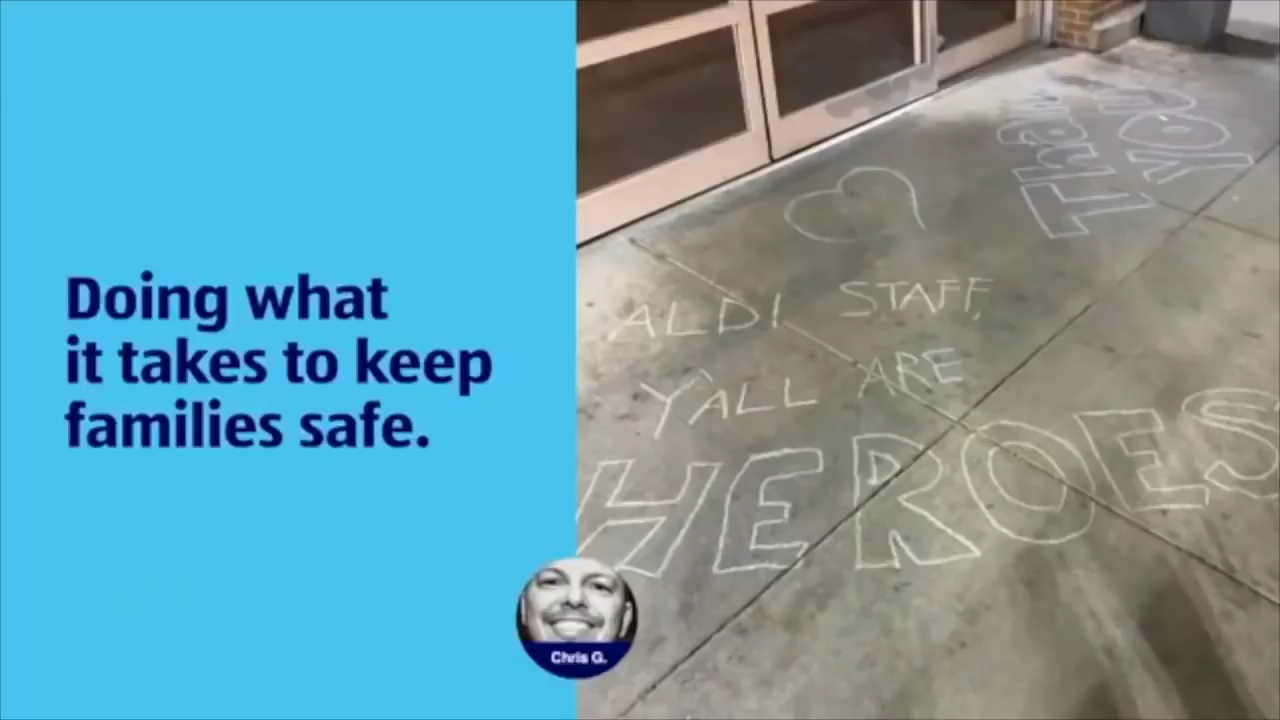 Doing what
it takes to keep
families safe.
Thank
you
ALDI STAFF,
Y'ALL ARE
HEROES
Chris G.